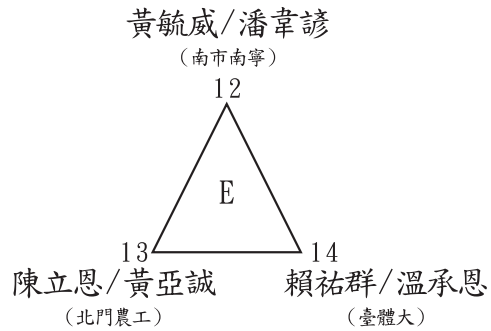 黃毓威/潘韋諺
(南市南寧)
12
E
13
14
陳立恩/黃亞誠
賴祐群/溫承恩
(北門農工)
(臺體大)